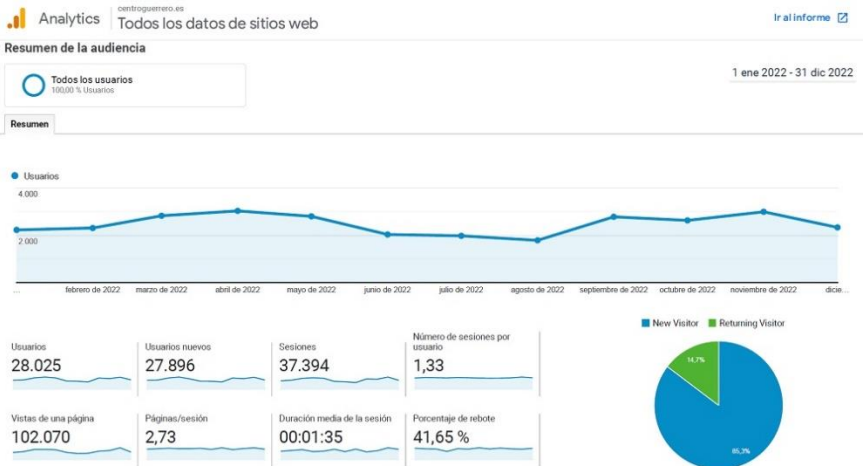 Analytics
centroguerrero.es
Todos los datos de sitios web
Ir al informe
Resumen de la audiencia
Todos los usuarios
100,00 % Usuarios
1 ene 2022 - 31 dic 2022
Resumen
Usuarios
4.000
2.000
... febrero de 2022 marzo de 2022 abril de 2022 mayo de 2022 junio de 2022 julio de 2022 agosto de 2022 septiembre de 2022 octubre de 2022 noviembre de 2022 dicie...
New Visitor Returning Visitor
Usuarios
28.025
Usuarios nuevos
27.896
Sesiones
37.394
Número de sesiones por
usuario
1,33
Vistas de una página
102.070
Páginas/sesión
2,73
Duración media de la sesión
00:01:35
Porcentaje de rebote
41,65 %
14,7%
85,3%